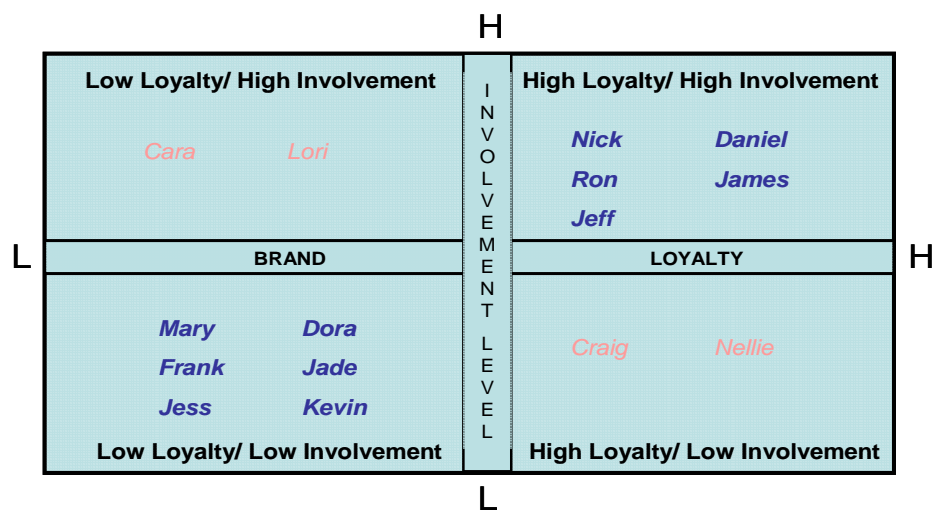 H
Low Loyalty/ High Involvement
High Loyalty/ High Involvement
Cara Lori
Nick Daniel
Ron James
Jeff
INVOLVEMENT LEVEL
L BRAND LOYALTY H
Mary Dora
Frank Jade
Jess Kevin
Craig Nellie
Low Loyalty/ Low Involvement
High Loyalty/ Low Involvement
L